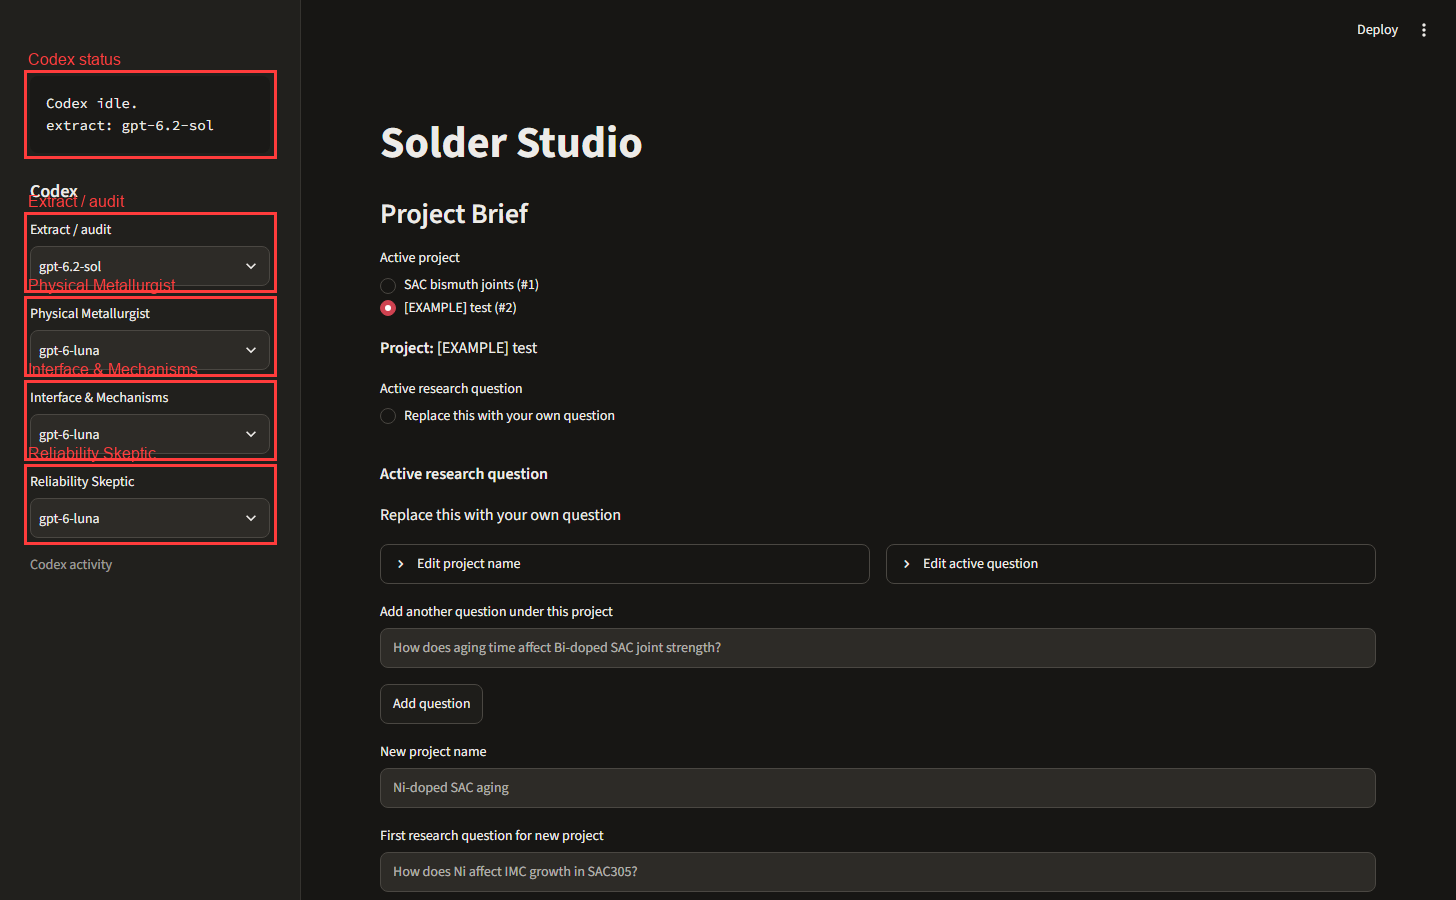 Deploy
Codex status
Codex idle.
extract: gpt-6.2-sol
Codex
Extract / audit
Extract / audit
gpt-6.2-sol
Physical Metallurgist
Physical Metallurgist
gpt-6-luna
Interface & Mechanisms
Interface & Mechanisms
gpt-6-luna
Reliability Skeptic
Reliability Skeptic
gpt-6-luna
Codex activity
Solder Studio
Project Brief
Active project
SAC bismuth joints (#1)
[EXAMPLE] test (#2)
Project: [EXAMPLE] test
Active research question
Replace this with your own question
Active research question
Replace this with your own question
Edit project name
Edit active question
Add another question under this project
How does aging time affect Bi-doped SAC joint strength?
Add question
New project name
Ni-doped SAC aging
First research question for new project
How does Ni affect IMC growth in SAC305?